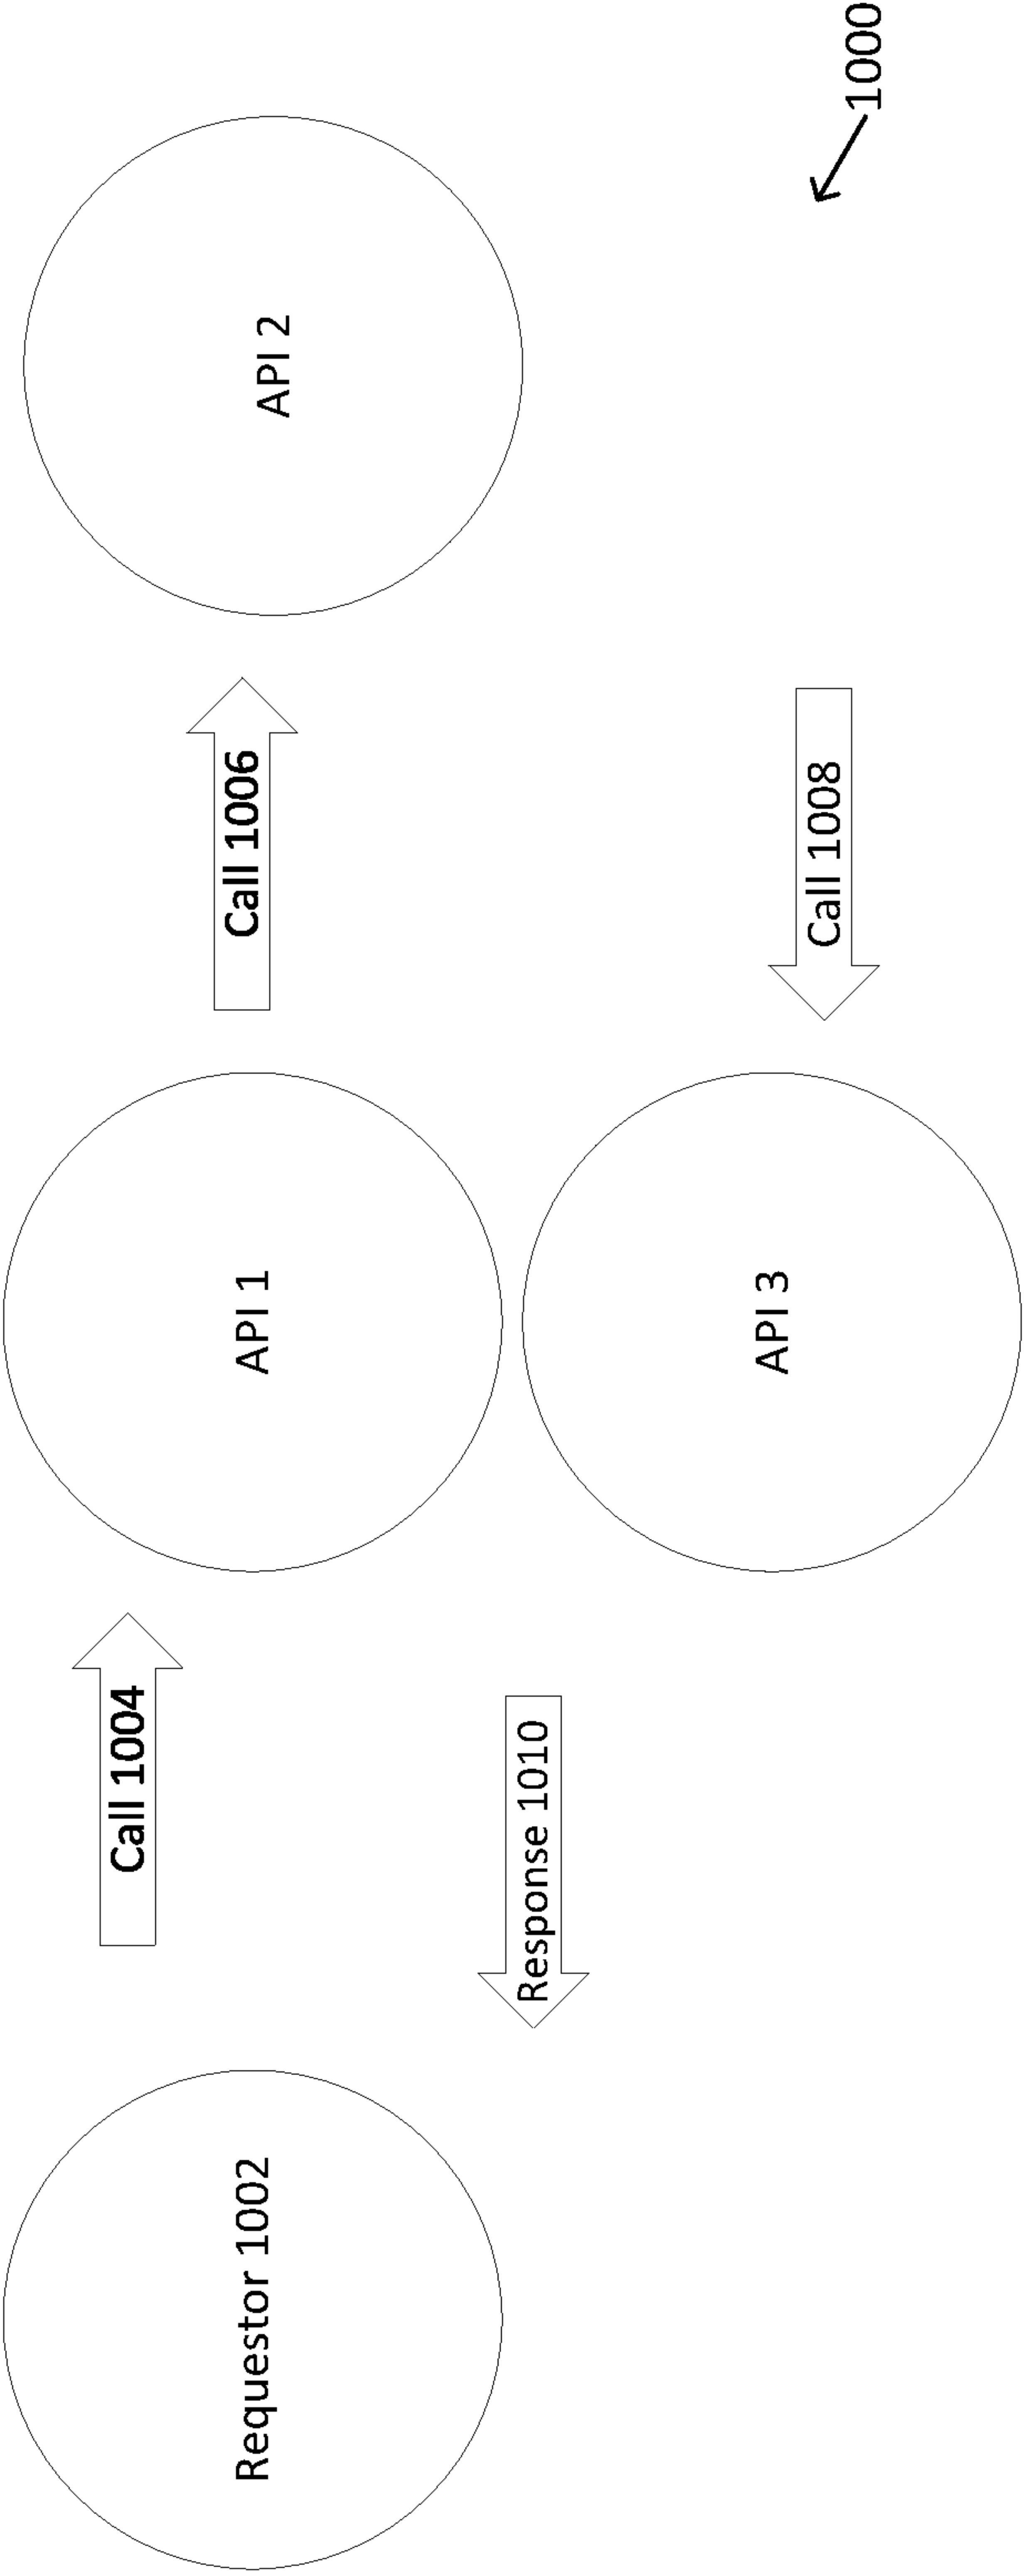 Requestor 1002
Call 1004
API 1
Call 1006
API 2
Response 1010
API 3
Call 1008
1000